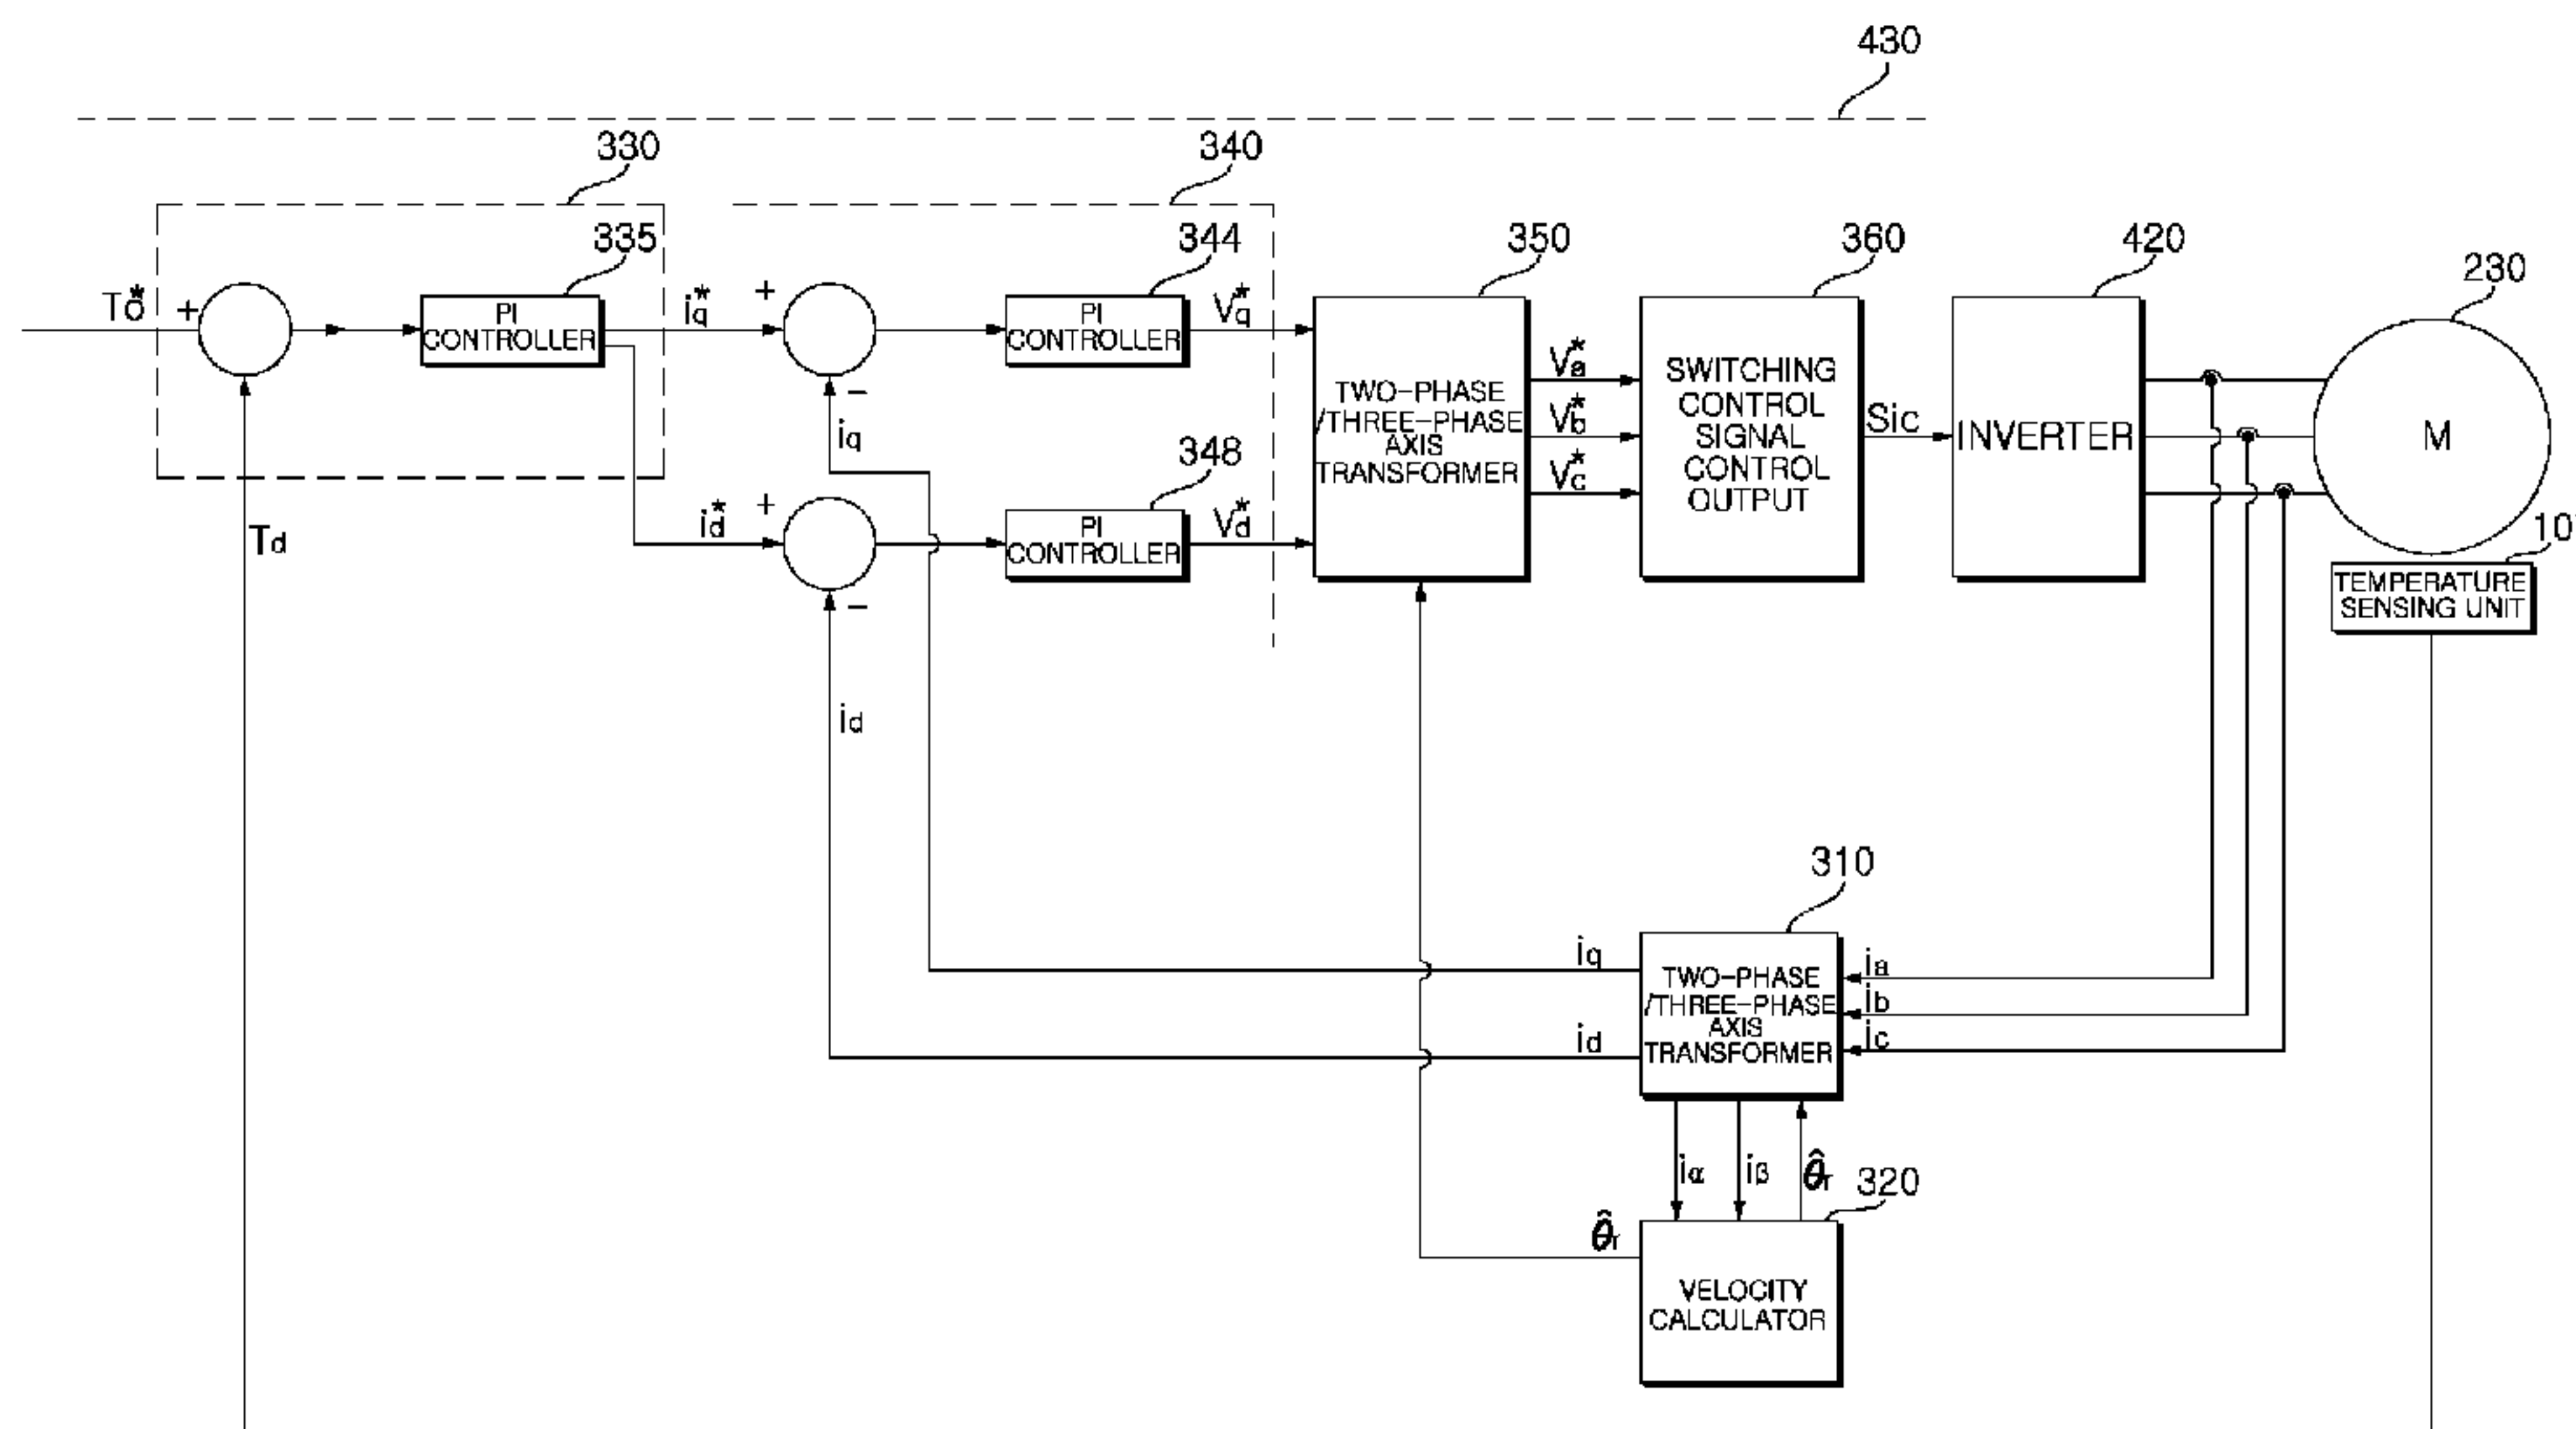 430
330
340
335
344
350
360
420
230
To*
+
PI
CONTROLLER
iq*
+
PI
CONTROLLER
Vq*
−
iq
TWO-PHASE
/THREE-PHASE
AXIS
TRANSFORMER
Va*
Vb*
Vc*
SWITCHING
CONTROL
SIGNAL
CONTROL
OUTPUT
Sic
INVERTER
M
348
Td
id*
+
PI
CONTROLLER
Vd*
−
10
TEMPERATURE
SENSING UNIT
id
310
iq
id
TWO-PHASE
/THREE-PHASE
AXIS
TRANSFORMER
ia
ib
ic
iα
iβ
θ̂r
320
θ̂r
VELOCITY
CALCULATOR